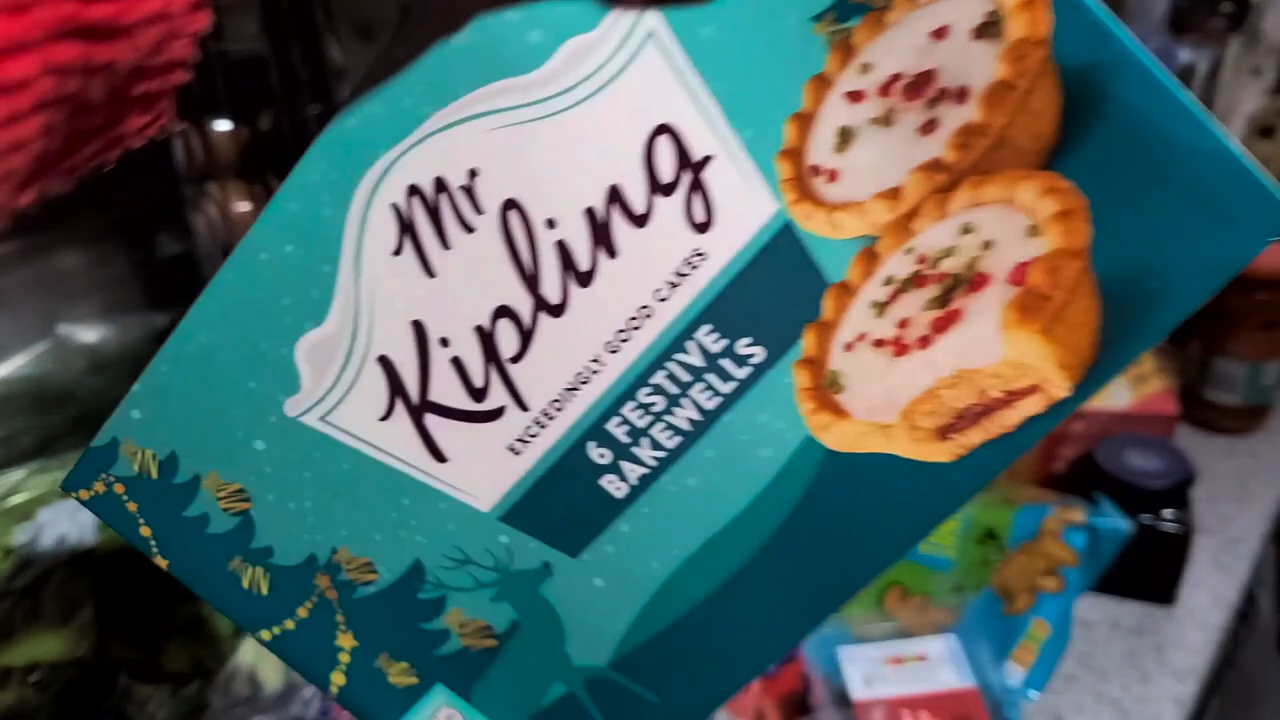 Mr
Kipling
EXCEEDINGLY GOOD CAKES
6 FESTIVE
BAKEWELLS